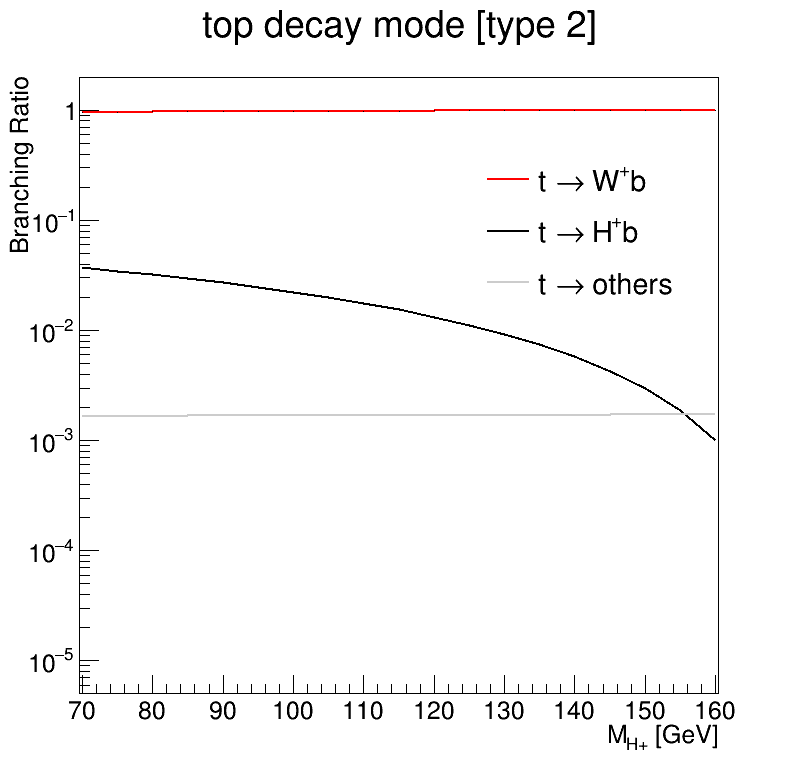 top decay mode [type 2]
Branching Ratio
1
10⁻¹
10⁻²
10⁻³
10⁻⁴
10⁻⁵
t → W⁺b
t → H⁺b
t → others
70 80 90 100 110 120 130 140 150 160
M_{H+} [GeV]